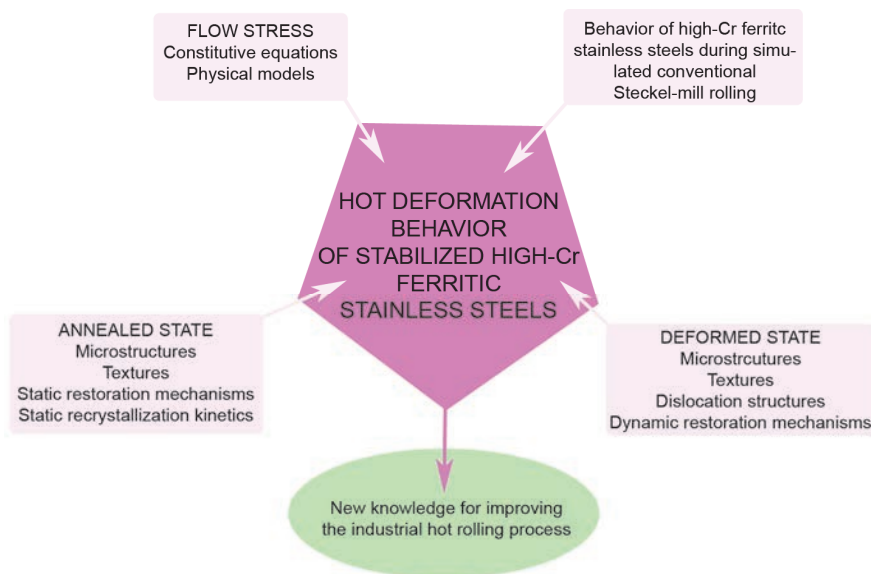 FLOW STRESS
Constitutive equations
Physical models
Behavior of high-Cr ferritc
stainless steels during simu-
lated conventional
Steckel-mill rolling
HOT DEFORMATION
BEHAVIOR
OF STABILIZED HIGH-Cr
FERRITIC
STAINLESS STEELS
ANNEALED STATE
Microstructures
Textures
Static restoration mechanisms
Static recrystallization kinetics
DEFORMED STATE
Microstrcutures
Textures
Dislocation structures
Dynamic restoration mechanisms
New knowledge for improving
the industrial hot rolling process